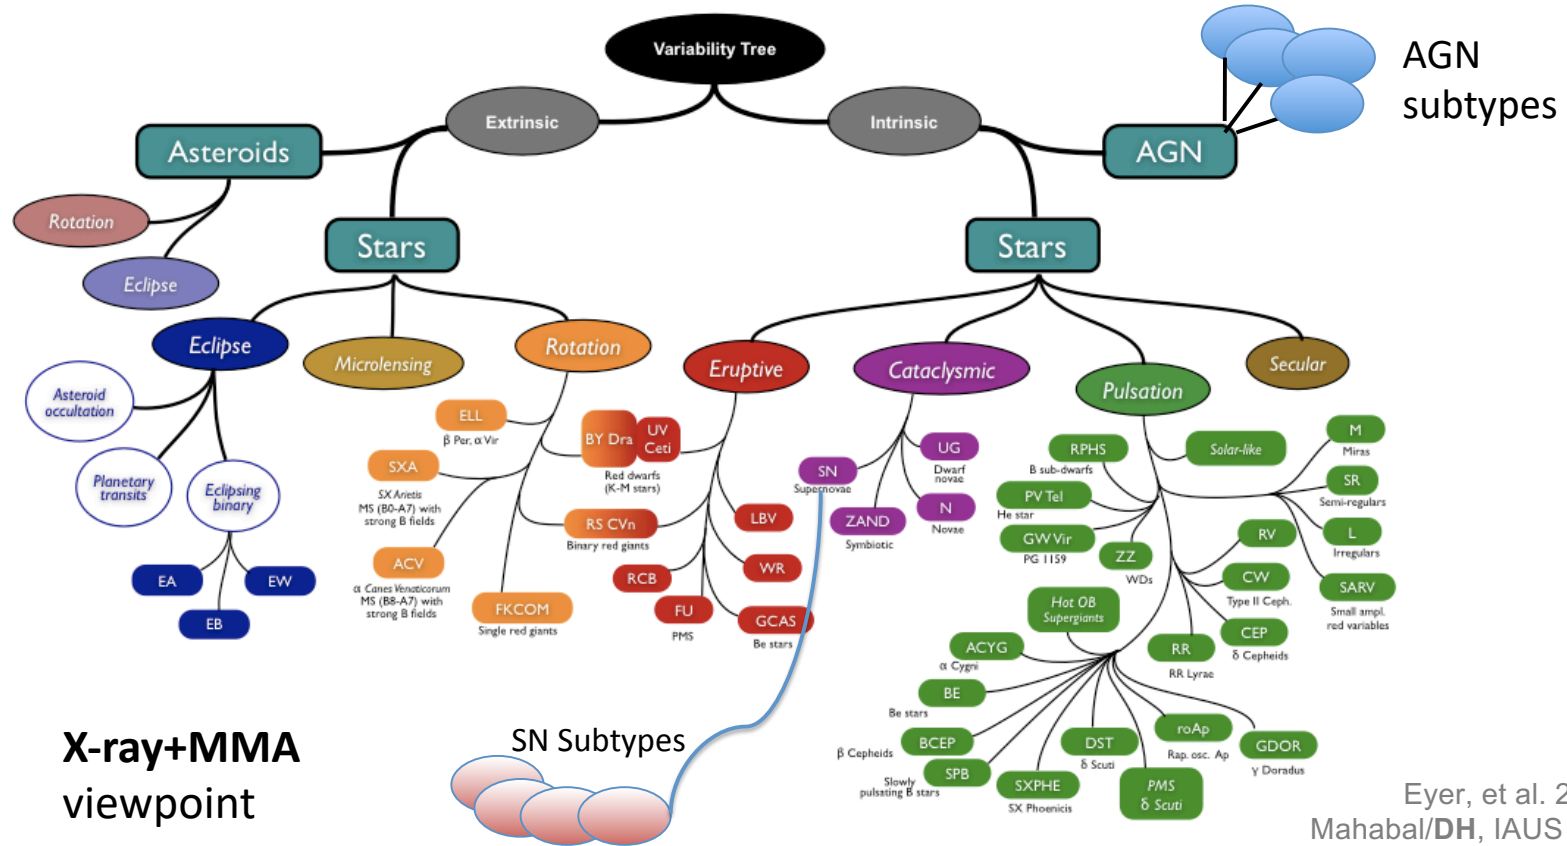 Variability Tree
AGN
subtypes
Extrinsic
Intrinsic
Asteroids
AGN
Rotation
Eclipse
Stars
Stars
Eclipse
Microlensing
Rotation
Eruptive
Cataclysmic
Pulsation
Secular
Asteroid
occultation
Planetary
transits
Eclipsing
binary
EA
EB
EW
ELL
β Per, α Vir
SXA
SX Arietis
MS (B0-A7) with
strong B fields
ACV
α Canes Venaticorum
MS (B8-A7) with
strong B fields
BY Dra
UV
Ceti
Red dwarfs
(K-M stars)
RS CVn
Binary red giants
FKCOM
Single red giants
LBV
WR
RCB
FU
PMS
GCAS
Be stars
SN
Supernovae
UG
Dwarf
novae
N
Novae
ZAND
Symbiotic
RPHS
B sub-dwarfs
PV Tel
He star
GW Vir
PG 1159
ZZ
WDs
Solar-like
M
Miras
SR
Semi-regulars
L
Irregulars
SARV
Small ampl.
red variables
RV
CW
Type II Ceph.
CEP
δ Cepheids
RR
RR Lyrae
Hot OB
Supergiants
ACYG
α Cygni
BE
Be stars
BCEP
β Cepheids
SPB
Slowly
pulsating B stars
SXPHE
SX Phoenicis
DST
δ Scuti
PMS
δ Scuti
roAp
Rap. osc. Ap
GDOR
γ Doradus
X-ray+MMA
viewpoint
SN Subtypes
Eyer, et al. 2
Mahabal/DH, IAUS